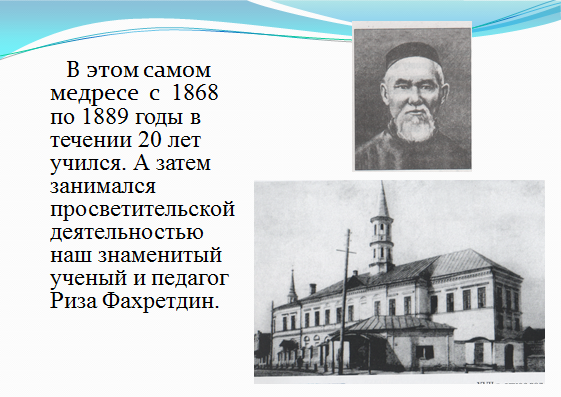 В этом самом
медресе с 1868
по 1889 годы в
течении 20 лет
учился. А затем
занимался
просветительской
деятельностью
наш знаменитый
ученый и педагог
Риза Фахретдин.